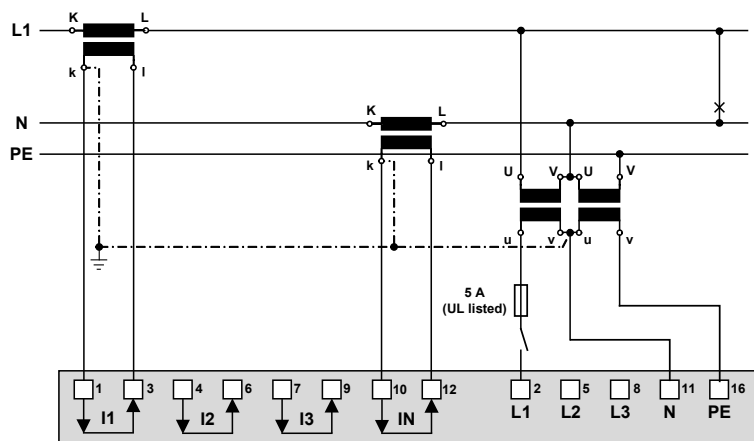 K L
L1
k l
K L
N
PE
k l
U V U V
u v u v
5 A
(UL listed)
1 3 4 6 7 9 10 12 2 5 8 11 16
I1 I2 I3 IN L1 L2 L3 N PE